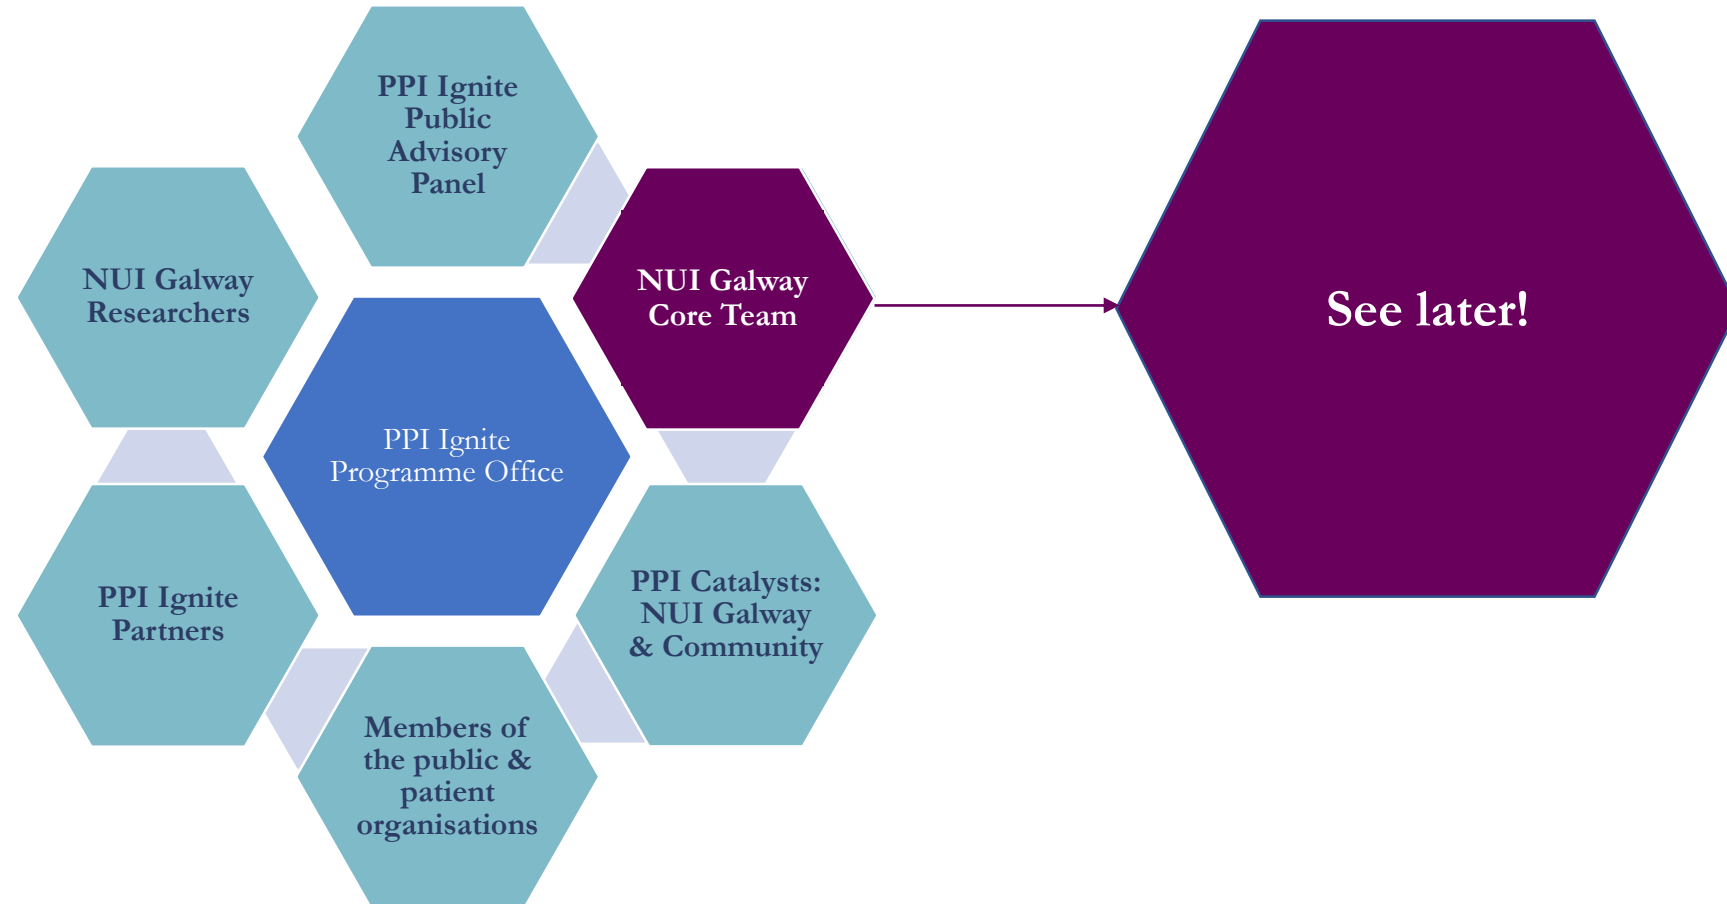 PPI Ignite
Public
Advisory
Panel
NUI Galway
Researchers
NUI Galway
Core Team
See later!
PPI Ignite
Programme Office
PPI Ignite
Partners
PPI Catalysts:
NUI Galway
& Community
Members of
the public &
patient
organisations